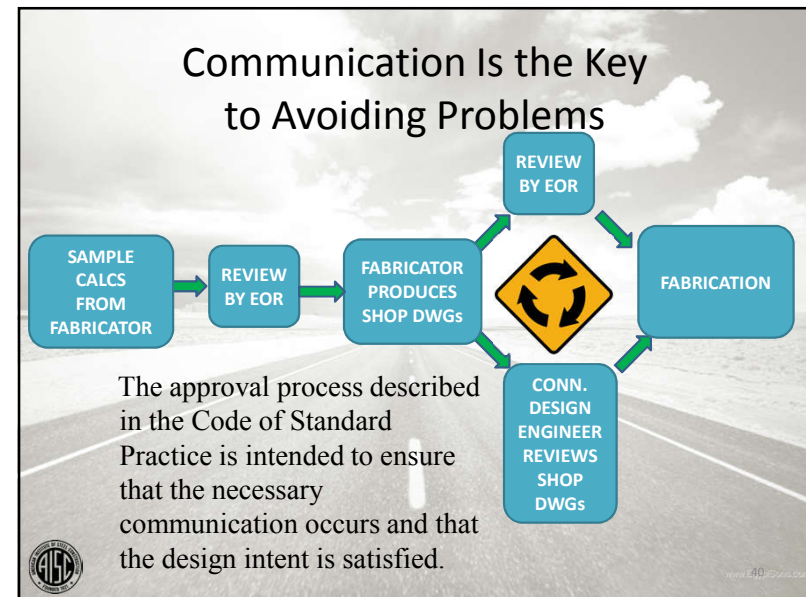 Communication Is the Key
to Avoiding Problems
SAMPLE
CALCS
FROM
FABRICATOR
REVIEW
BY EOR
FABRICATOR
PRODUCES
SHOP DWGs
REVIEW
BY EOR
CONN.
DESIGN
ENGINEER
REVIEWS
SHOP
DWGs
FABRICATION
The approval process described
in the Code of Standard
Practice is intended to ensure
that the necessary
communication occurs and that
the design intent is satisfied.
AISC
40